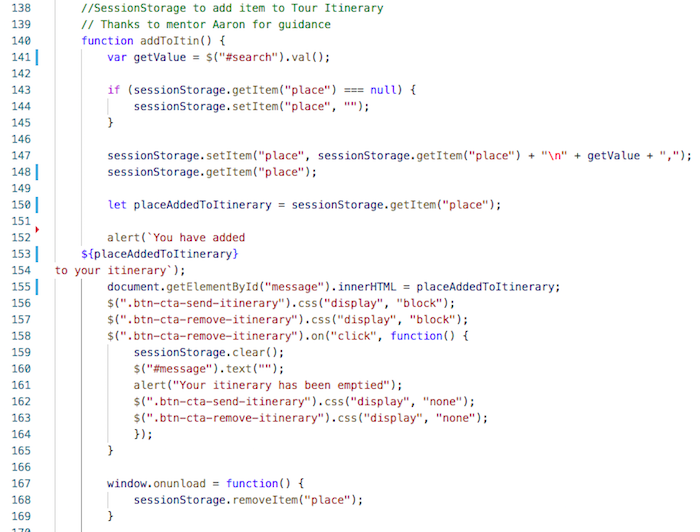 138 //SessionStorage to add item to Tour Itinerary
139 // Thanks to mentor Aaron for guidance
140 function addToItin() {
141 var getValue = $("#search").val();
142
143 if (sessionStorage.getItem("place") === null) {
144 sessionStorage.setItem("place", "");
145 }
146
147 sessionStorage.setItem("place", sessionStorage.getItem("place") + "\n" + getValue + ",");
148 sessionStorage.getItem("place");
149
150 let placeAddedToItinerary = sessionStorage.getItem("place");
151
152 alert(`You have added
153 ${placeAddedToItinerary}
154 to your itinerary`);
155 document.getElementById("message").innerHTML = placeAddedToItinerary;
156 $(".btn-cta-send-itinerary").css("display", "block");
157 $(".btn-cta-remove-itinerary").css("display", "block");
158 $(".btn-cta-remove-itinerary").on("click", function() {
159 sessionStorage.clear();
160 $("#message").text("");
161 alert("Your itinerary has been emptied");
162 $(".btn-cta-send-itinerary").css("display", "none");
163 $(".btn-cta-remove-itinerary").css("display", "none");
164 });
165 }
166
167 window.onunload = function() {
168 sessionStorage.removeItem("place");
169 }